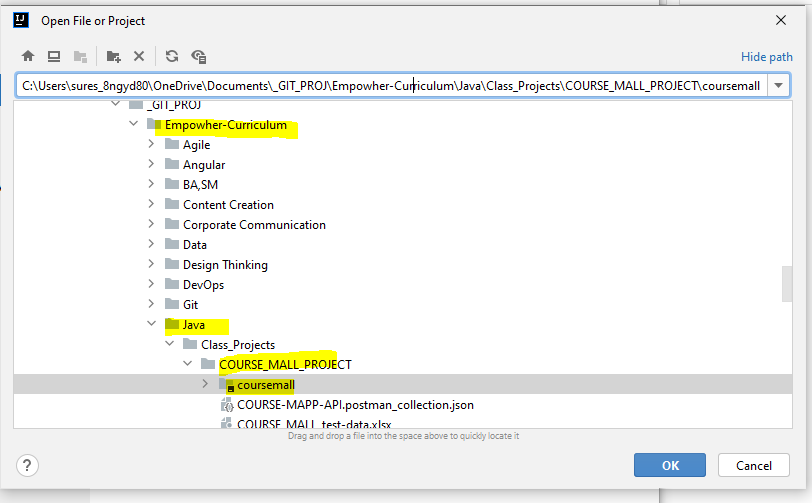 IJ Open File or Project
Hide path
C:\Users\sures_8ngyd80\OneDrive\Documents\_GIT_PROJ\Empowher-Curriculum\Java\Class_Projects\COURSE_MALL_PROJECT\coursemall
_GIT_PROJ
Empowher-Curriculum
Agile
Angular
BA,SM
Content Creation
Corporate Communication
Data
Design Thinking
DevOps
Git
Java
Class_Projects
COURSE_MALL_PROJECT
coursemall
COURSE-MAPP-API.postman_collection.json
COURSE_MALL_test-data.xlsx
Drag and drop a file into the space above to quickly locate it
? OK Cancel